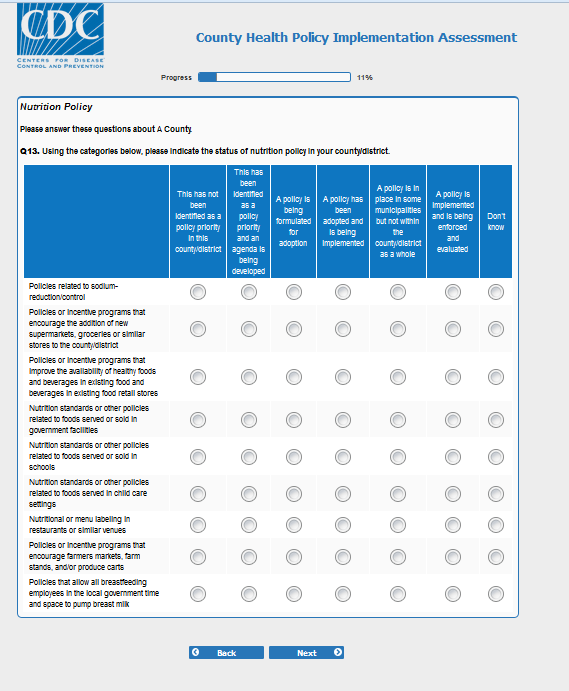 CDC
CENTERS FOR DISEASE
CONTROL AND PREVENTION
County Health Policy Implementation Assessment
Progress 11%
Nutrition Policy
Please answer these questions about A County.
Q13. Using the categories below, please indicate the status of nutrition policy in your county/district.
This has not
been
identified as a
policy priority
in this
county/district
This has
been
identified
as a
policy
priority
and an
agenda is
being
developed
A policy is
being
formulated
for
adoption
A policy has
been
adopted and
is being
implemented
A policy is in
place in some
municipalities
but not within
the
county/district
as a whole
A policy is
implemented
and is being
enforced
and
evaluated
Don't
know
Policies related to sodium-
reduction/control
Policies or incentive programs that
encourage the addition of new
supermarkets, groceries or similar
stores to the county/district
Policies or incentive programs that
improve the availability of healthy foods
and beverages in existing food and
beverages in existing food retail stores
Nutrition standards or other policies
related to foods served or sold in
government facilities
Nutrition standards or other policies
related to foods served or sold in
schools
Nutrition standards or other policies
related to foods served in child care
settings
Nutritional or menu labeling in
restaurants or similar venues
Policies or incentive programs that
encourage farmers markets, farm
stands, and/or produce carts
Policies that allow all breastfeeding
employees in the local government time
and space to pump breast milk
Back Next